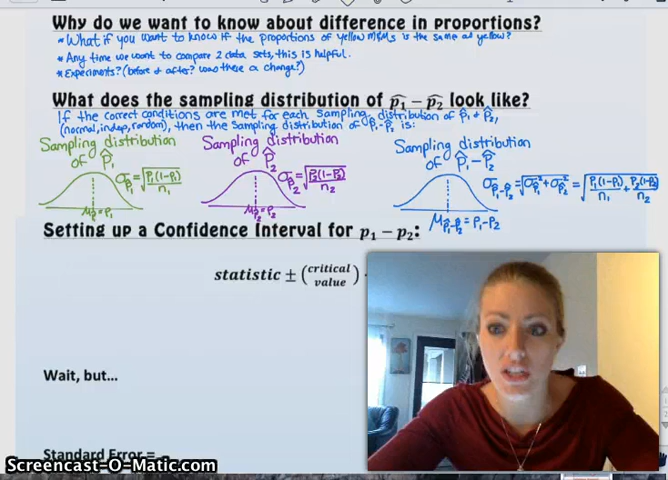 Why do we want to know about difference in proportions?
* What if you want to know if the proportions of yellow M&Ms is the same as yellow?
* Any time we want to compare 2 data sets, this is helpful.
* Experiments? (before & after? was there a change?)
What does the sampling distribution of p̂₁ − p̂₂ look like?
If the correct conditions are met for each sampling distribution of p̂₁ & p̂₂,
(normal, indep, random), then the sampling distribution of p̂₁-p̂₂ is:
Sampling distribution of p̂₁
σp̂₁ = √(p₁(1-p₁)/n₁)
μp̂₁ = p₁
Sampling distribution of p̂₂
σp̂₂ = √(p₂(1-p₂)/n₂)
μp̂₂ = p₂
Sampling distribution of p̂₁-p̂₂
σp̂₁-p̂₂ = √(σp̂₁² + σp̂₂²) = √(p₁(1-p₁)/n₁ + p₂(1-p₂)/n₂)
μp̂₁-p̂₂ = p₁-p₂
Setting up a Confidence Interval for p₁ − p₂:
statistic ± (critical value)
Wait, but...
Standard Error =
Screencast-O-Matic.com